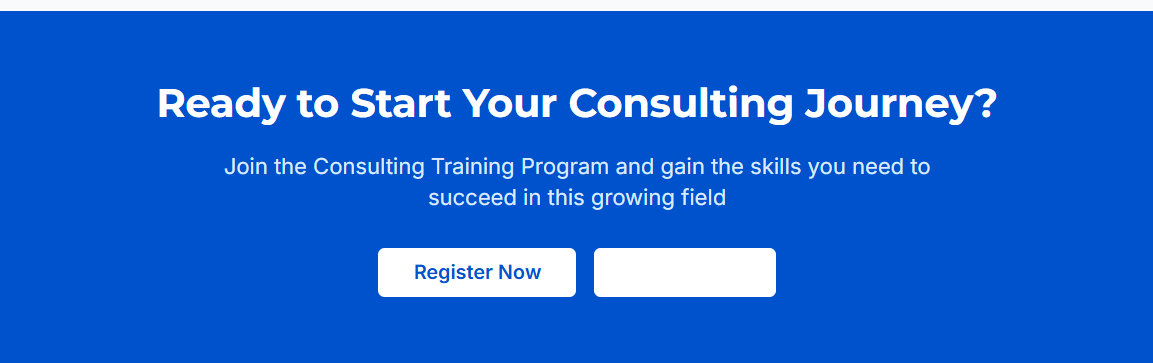 Ready to Start Your Consulting Journey?
Join the Consulting Training Program and gain the skills you need to
succeed in this growing field
Register Now